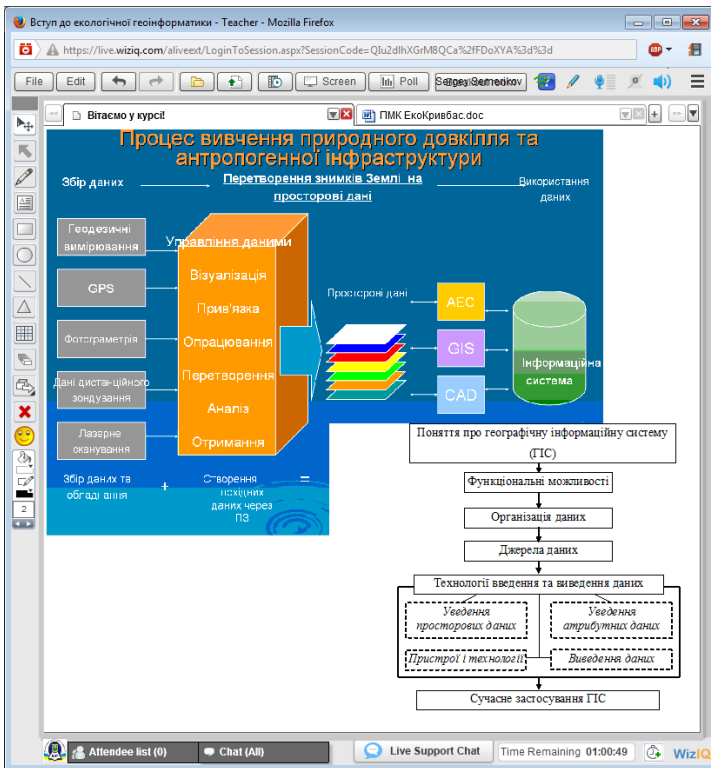 Вступ до екологічної геоінформатики - Teacher - Mozilla Firefox
https://live.wiziq.com/aliveext/LoginToSession.aspx?SessionCode=QIu2dlhXGrM8QCa%2fFDoXYA%3d%3d
ABP
File Edit Screen Poll Sergey Semenkov
Вітаємо у курсі! ПМК ЕкоКривбас.doc
Процес вивчення природного довкілля та
антропогенної інфраструктури
Збір даних
Перетворення знимків Землі на
просторові дані
Використання
даних
Геодезичні
вимірювання
GPS
Фотограметрія
Дані дистанційного
зондування
Лазерне
сканування
Управління даними
Візуалізація
Прив'язка
Опрацювання
Перетворення
Аналіз
Отримання
Просторові дані
AEC
GIS
CAD
Інформаційна
система
Збір даних та
+
Створення
похідних
даних через
ПЗ
=
Поняття про географічну інформаційну систему
(ГІС)
Функціональні можливості
Організація даних
Джерела даних
Технології введення та виведення даних
Уведення
просторових даних
Уведення
атрибутних даних
Пристрої і технології
Виведення даних
Сучасне застосування ГІС
2
Attendee list (0) Chat (All) Live Support Chat Time Remaining 01:00:49 WizIQ